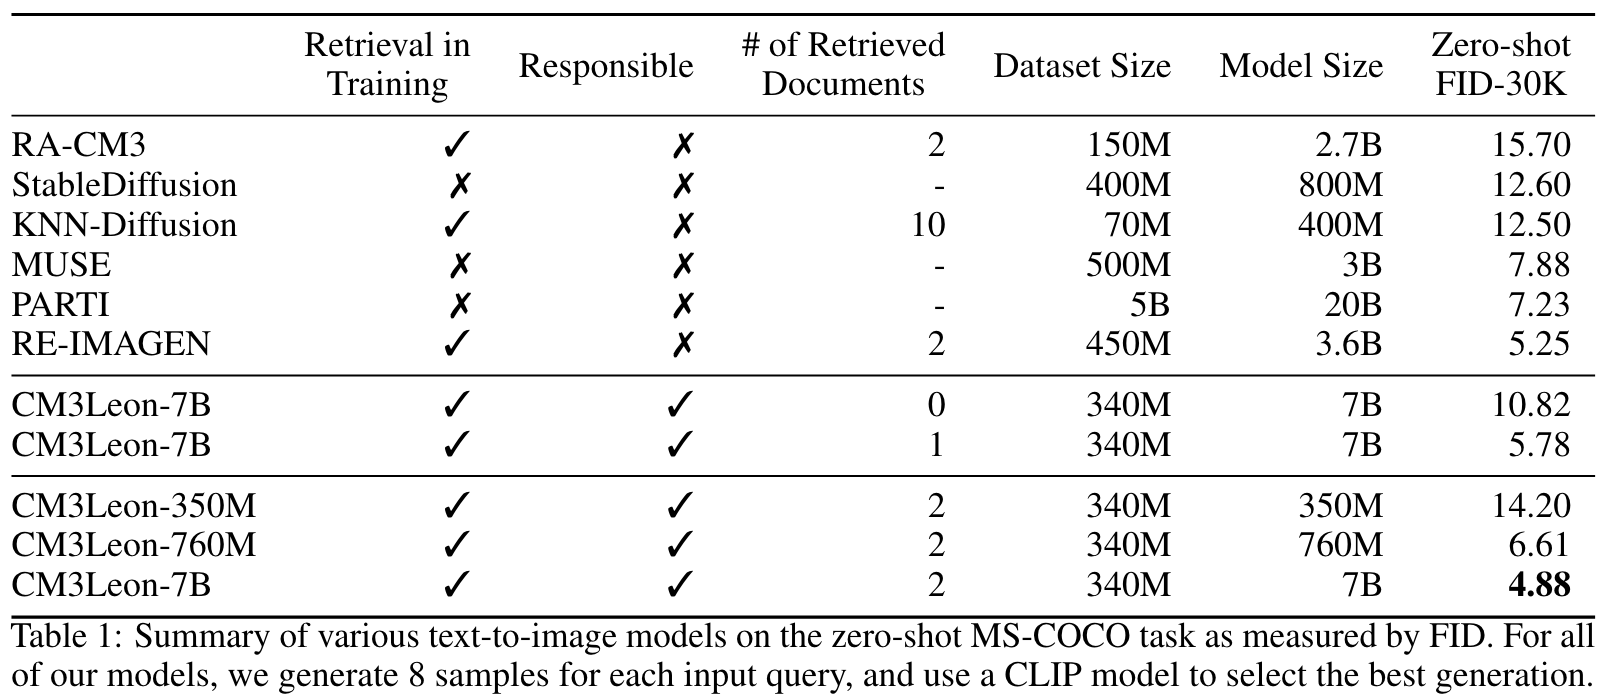 Retrieval in Training Responsible # of Retrieved Documents Dataset Size Model Size Zero-shot FID-30K
RA-CM3 ✓ ✗ 2 150M 2.7B 15.70
StableDiffusion ✗ ✗ - 400M 800M 12.60
KNN-Diffusion ✓ ✗ 10 70M 400M 12.50
MUSE ✗ ✗ - 500M 3B 7.88
PARTI ✗ ✗ - 5B 20B 7.23
RE-IMAGEN ✓ ✗ 2 450M 3.6B 5.25
CM3Leon-7B ✓ ✓ 0 340M 7B 10.82
CM3Leon-7B ✓ ✓ 1 340M 7B 5.78
CM3Leon-350M ✓ ✓ 2 340M 350M 14.20
CM3Leon-760M ✓ ✓ 2 340M 760M 6.61
CM3Leon-7B ✓ ✓ 2 340M 7B 4.88
Table 1: Summary of various text-to-image models on the zero-shot MS-COCO task as measured by FID. For all
of our models, we generate 8 samples for each input query, and use a CLIP model to select the best generation.